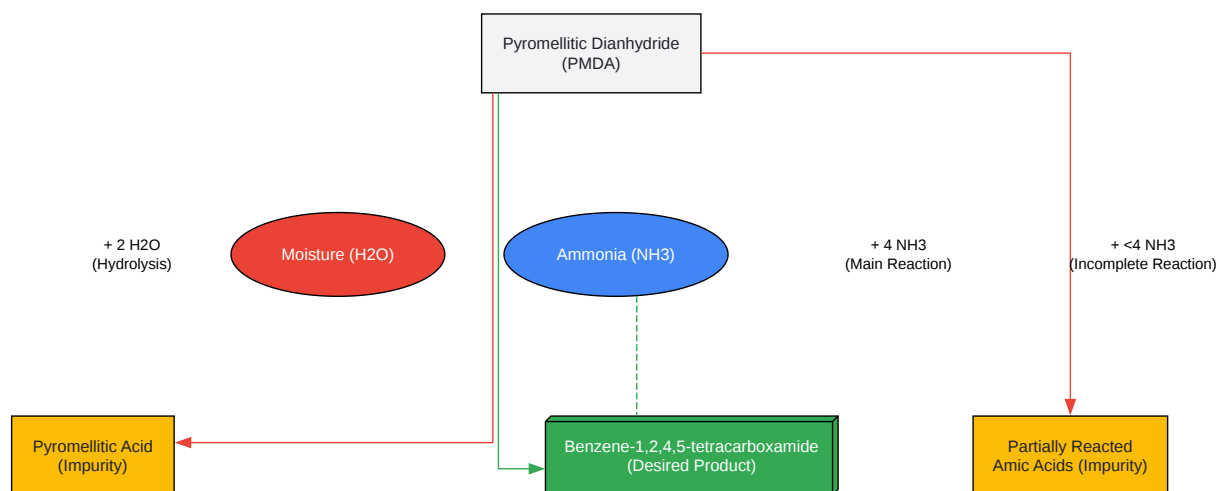 Pyromellitic Dianhydride
(PMDA)
+ 2 H2O
(Hydrolysis)
Moisture (H2O)
Ammonia (NH3)
+ 4 NH3
(Main Reaction)
+ <4 NH3
(Incomplete Reaction)
Pyromellitic Acid
(Impurity)
Benzene-1,2,4,5-tetracarboxamide
(Desired Product)
Partially Reacted
Amic Acids (Impurity)